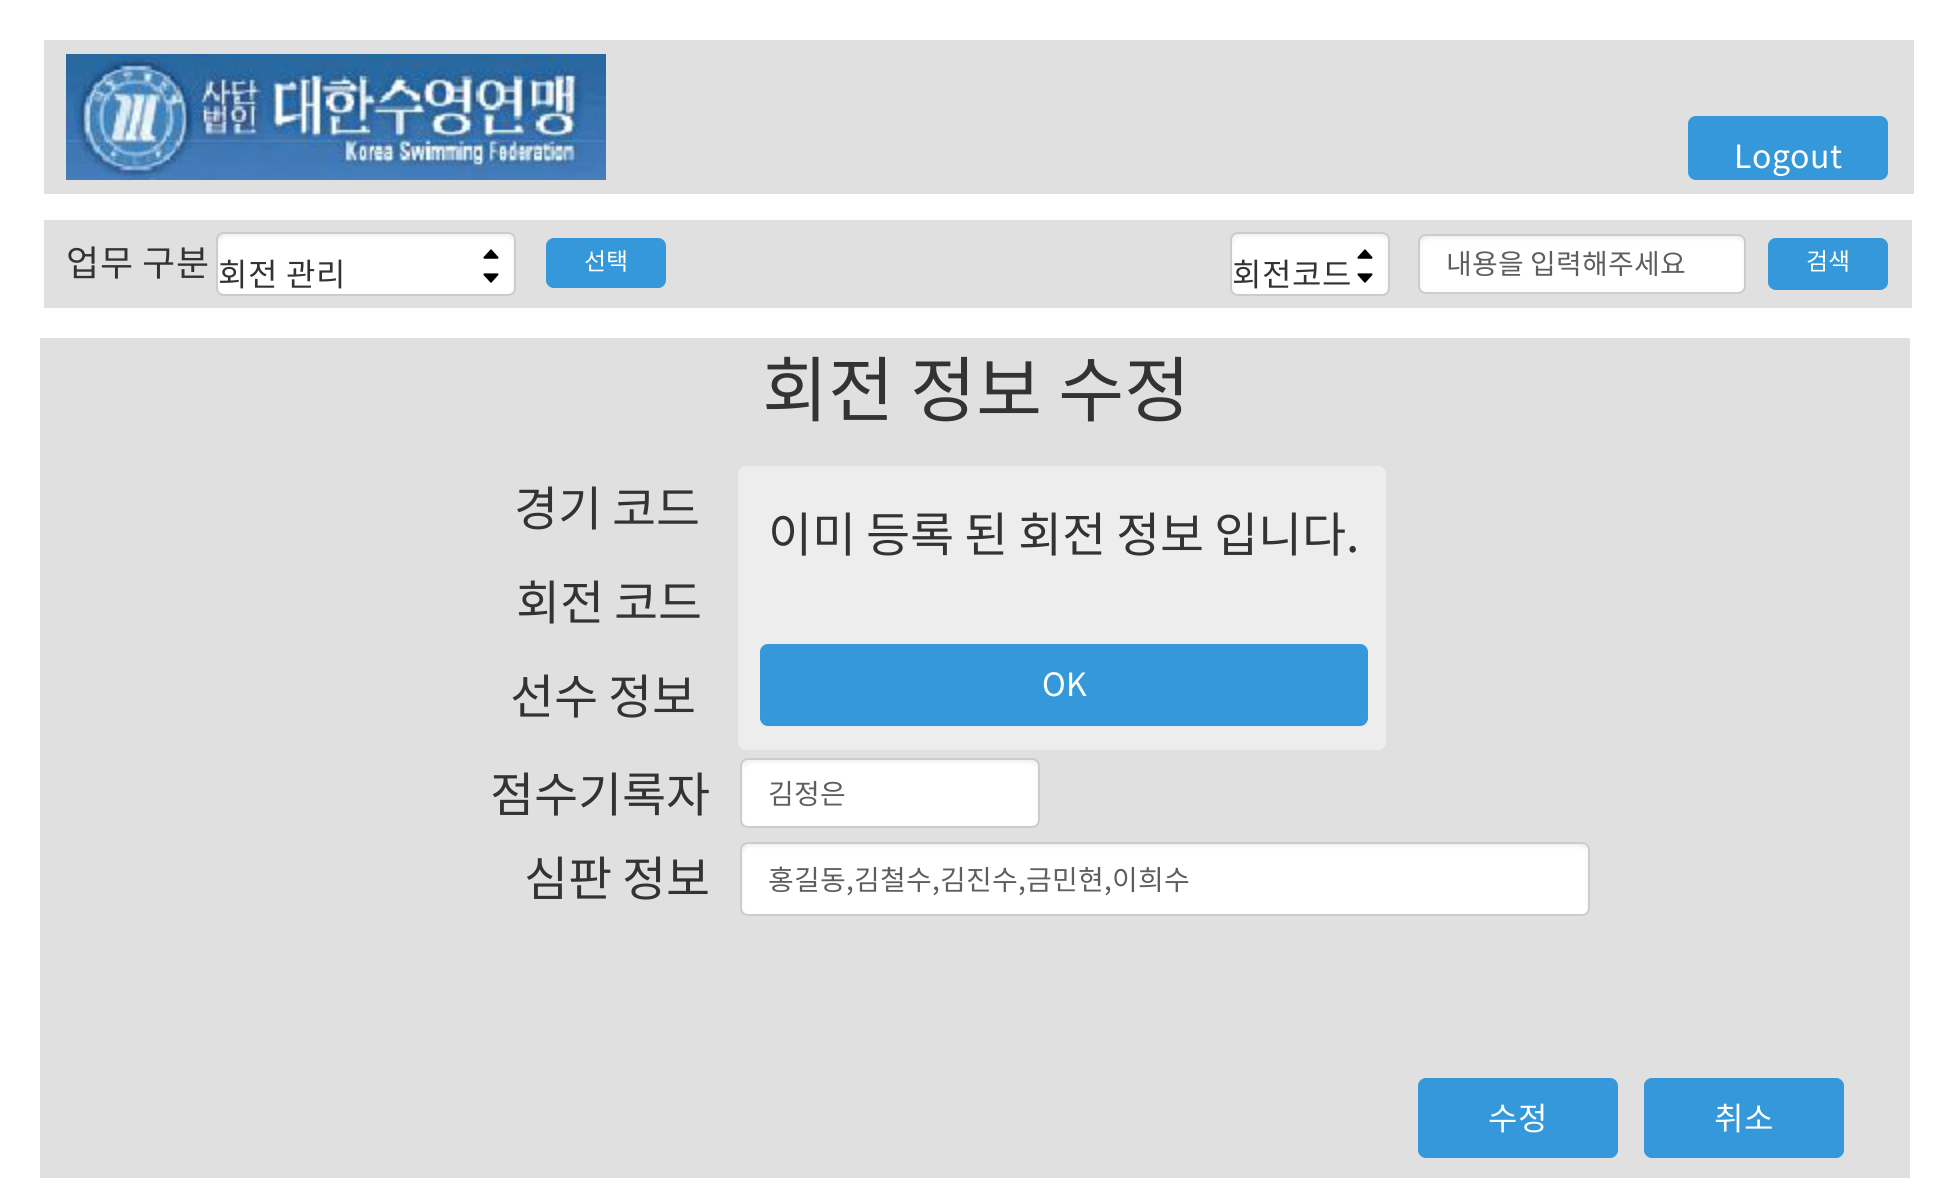 사단법인 대한수영연맹
Korea Swimming Federation
Logout
업무 구분 회전 관리 선택 회전코드 내용을 입력해주세요 검색
회전 정보 수정
경기 코드
이미 등록 된 회전 정보 입니다.
회전 코드
OK
선수 정보
점수기록자 김정은
심판 정보 홍길동,김철수,김진수,금민현,이희수
수정 취소